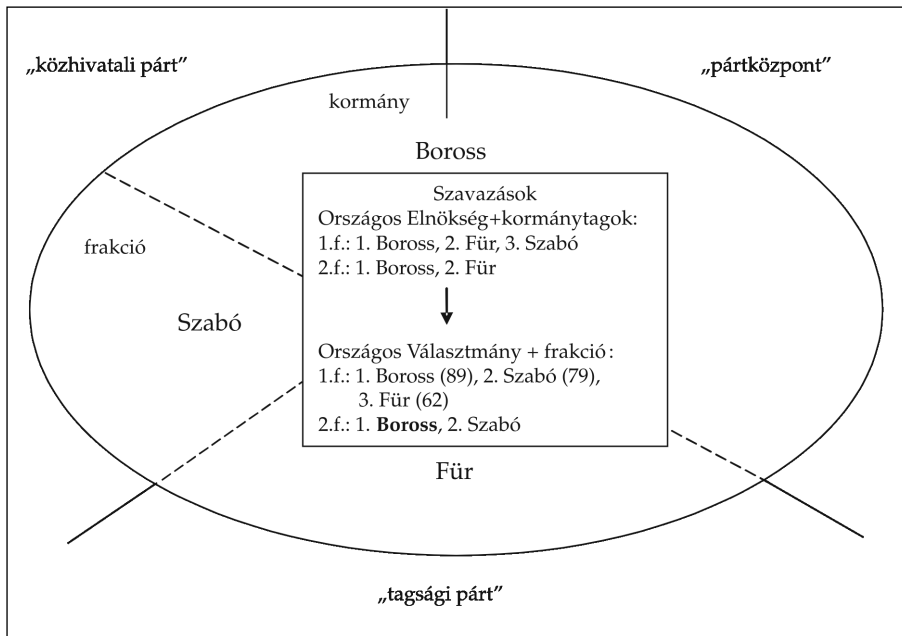 „közhivatali párt”
„pártközpont”
kormány
Boross
frakció
Szabó
Szavazások
Országos Elnökség+kormánytagok:
1.f.: 1. Boross, 2. Für, 3. Szabó
2.f.: 1. Boross, 2. Für
Országos Választmány + frakció:
1.f.: 1. Boross (89), 2. Szabó (79),
3. Für (62)
2.f.: 1. Boross, 2. Szabó
Für
„tagsági párt”